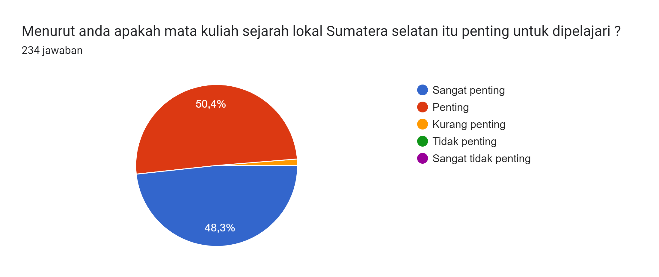 Menurut anda apakah mata kuliah sejarah lokal Sumatera selatan itu penting untuk dipelajari ?
234 jawaban
50,4%
48,3%
Sangat penting
Penting
Kurang penting
Tidak penting
Sangat tidak penting